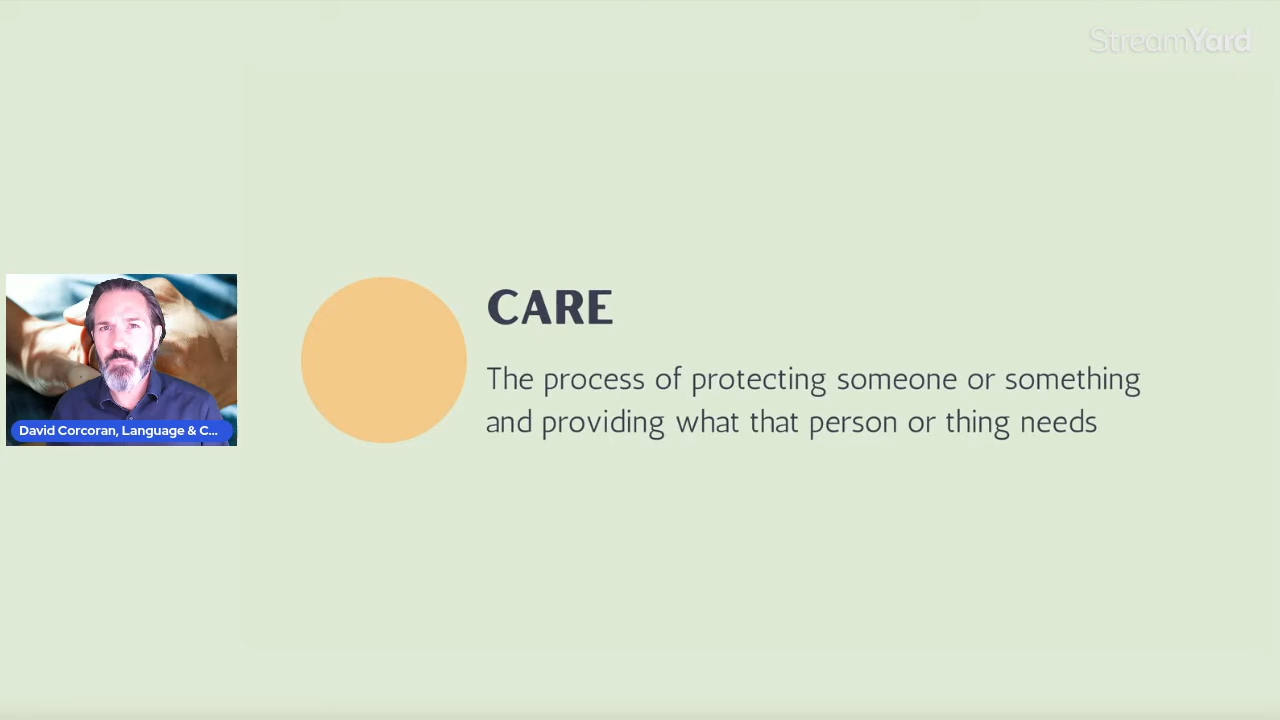 StreamYard
CARE
The process of protecting someone or something
and providing what that person or thing needs
David Corcoran, Language & C...